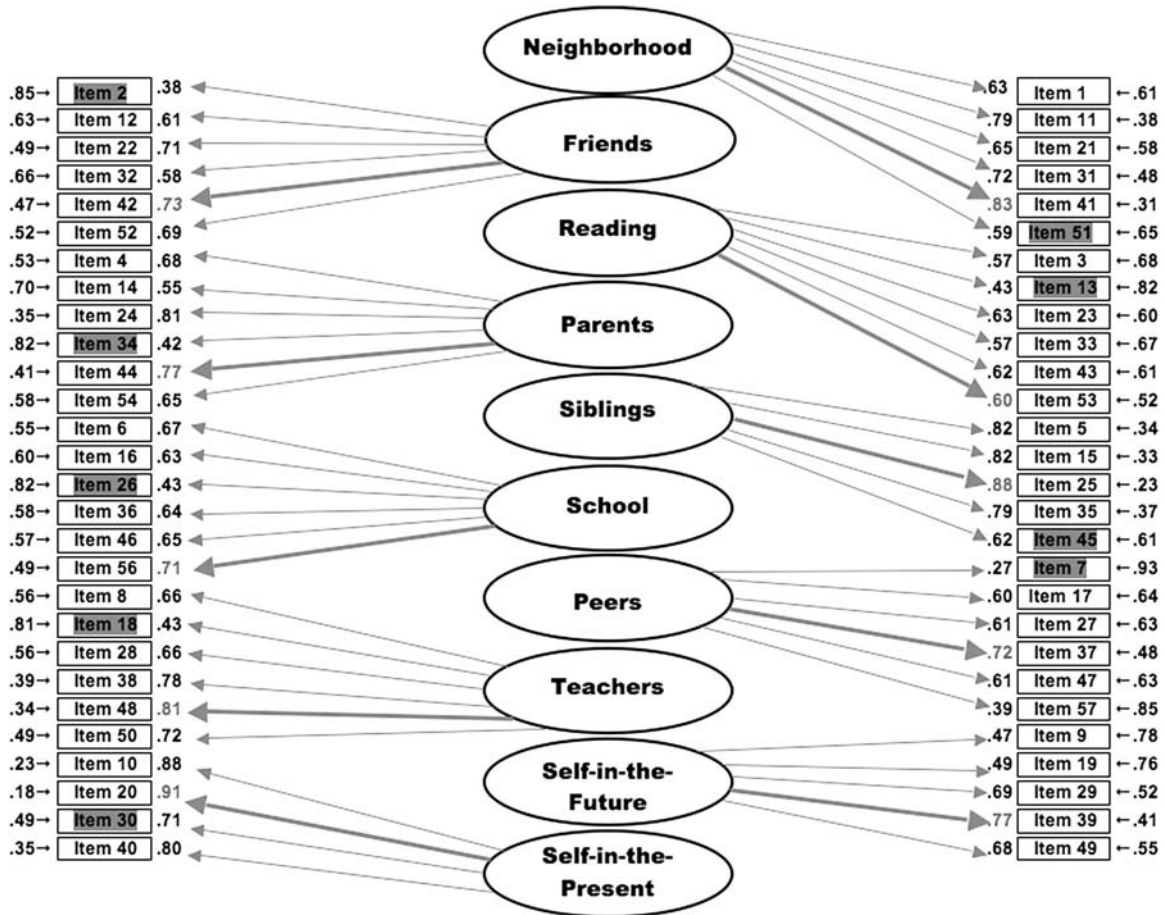 Neighborhood
Friends
Reading
Parents
Siblings
School
Peers
Teachers
Self-in-the-
Future
Self-in-the-
Present
.85→ Item 2 .38
.63→ Item 12 .61
.49→ Item 22 .71
.66→ Item 32 .58
.47→ Item 42 .73
.52→ Item 52 .69
.53→ Item 4 .68
.70→ Item 14 .55
.35→ Item 24 .81
.82→ Item 34 .42
.41→ Item 44 .77
.58→ Item 54 .65
.55→ Item 6 .67
.60→ Item 16 .63
.82→ Item 26 .43
.58→ Item 36 .64
.57→ Item 46 .65
.49→ Item 56 .71
.56→ Item 8 .66
.81→ Item 18 .43
.56→ Item 28 .66
.39→ Item 38 .78
.34→ Item 48 .81
.49→ Item 50 .72
.23→ Item 10 .88
.18→ Item 20 .91
.49→ Item 30 .71
.35→ Item 40 .80
.63 Item 1 ←.61
.79 Item 11 ←.38
.65 Item 21 ←.58
.72 Item 31 ←.48
.83 Item 41 ←.31
.59 Item 51 ←.65
.57 Item 3 ←.68
.43 Item 13 ←.82
.63 Item 23 ←.60
.57 Item 33 ←.67
.62 Item 43 ←.61
.60 Item 53 ←.52
.82 Item 5 ←.34
.82 Item 15 ←.33
.88 Item 25 ←.23
.79 Item 35 ←.37
.62 Item 45 ←.61
.27 Item 7 ←.93
.60 Item 17 ←.64
.61 Item 27 ←.63
.72 Item 37 ←.48
.61 Item 47 ←.63
.39 Item 57 ←.85
.47 Item 9 ←.78
.49 Item 19 ←.76
.69 Item 29 ←.52
.77 Item 39 ←.41
.68 Item 49 ←.55